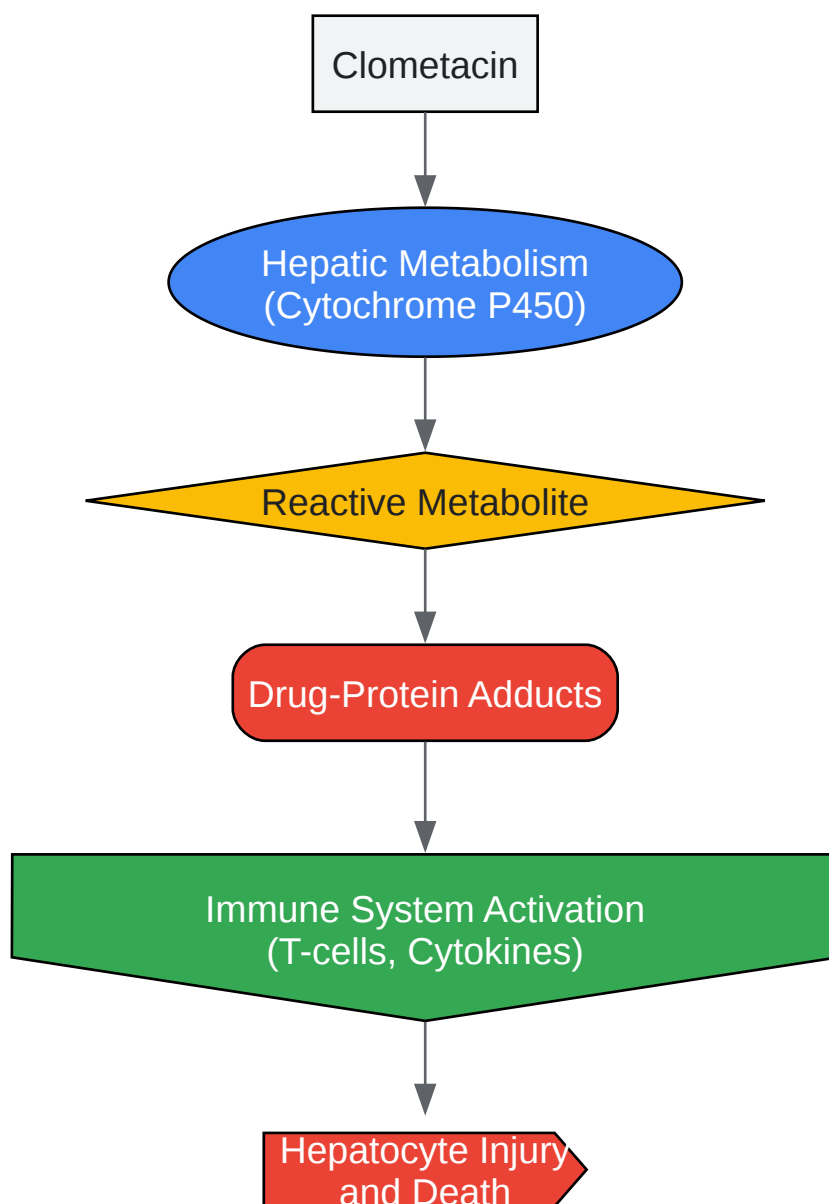 Clometacin
Hepatic Metabolism
(Cytochrome P450)
Reactive Metabolite
Drug-Protein Adducts
Immune System Activation
(T-cells, Cytokines)
Hepatocyte Injury
and Death